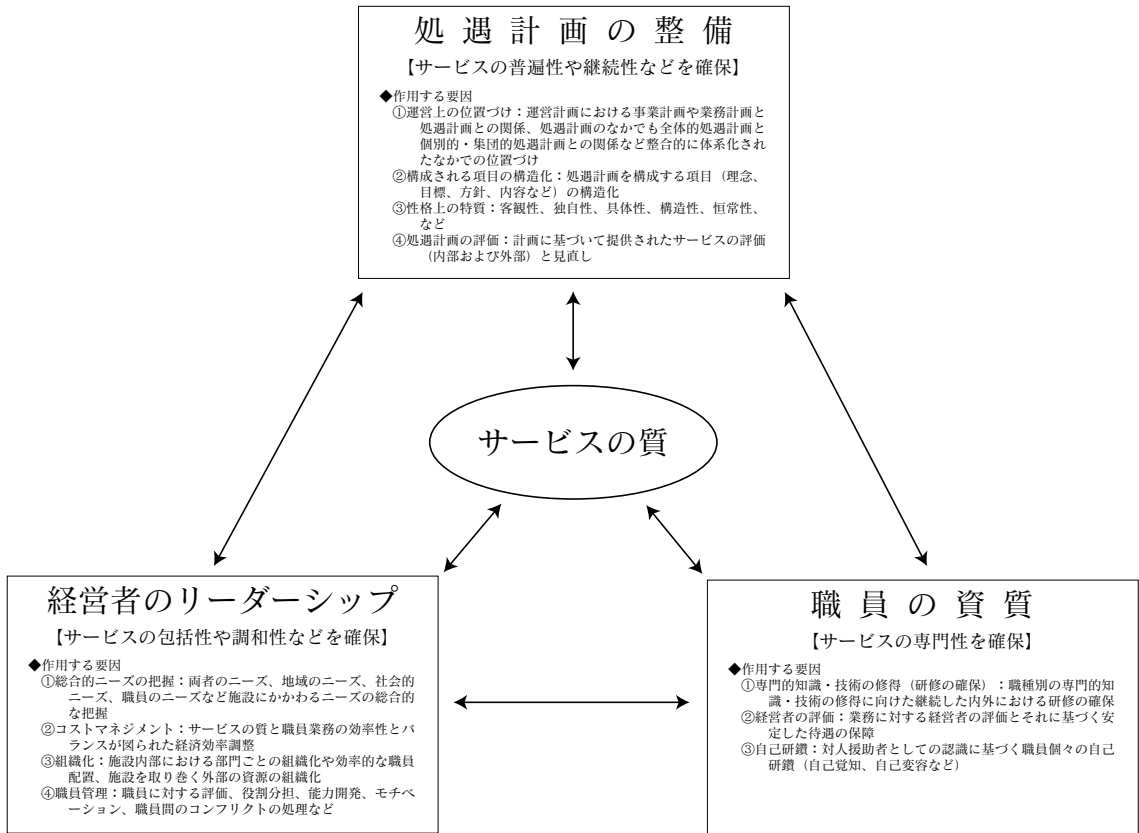 処遇計画の整備
【サービスの普遍性や継続性などを確保】
◆作用する要因
①運営上の位置づけ：運営計画における事業計画や業務計画と
処遇計画との関係、処遇計画のなかでも全体的処遇計画と
個別的・集団的処遇計画との関係など整合的に体系化され
たなかでの位置づけ
②構成される項目の構造化：処遇計画を構成する項目（理念、
目標、方針、内容など）の構造化
③性格上の特質：客観性、独自性、具体性、構造性、恒常性、
など
④処遇計画の評価：計画に基づいて提供されたサービスの評価
（内部および外部）と見直し
サービスの質
経営者のリーダーシップ
【サービスの包括性や調和性などを確保】
◆作用する要因
①総合的ニーズの把握：両者のニーズ、地域のニーズ、社会的
ニーズ、職員のニーズなど施設にかかわるニーズの総合的
な把握
②コストマネジメント：サービスの質と職員業務の効率性とバ
ランスが図られた経済効率調整
③組織化：施設内部における部門ごとの組織化や効率的な職員
配置、施設を取り巻く外部の資源の組織化
④職員管理：職員に対する評価、役割分担、能力開発、モチベ
ーション、職員間のコンフリクトの処理など
職員の資質
【サービスの専門性を確保】
◆作用する要因
①専門的知識・技術の修得（研修の確保）：職種別の専門的知
識・技術の修得に向けた継続した内外における研修の確保
②経営者の評価：業務に対する経営者の評価とそれに基づく安
定した待遇の保障
③自己研鑽：対人援助者としての認識に基づく職員個々の自己
研鑽（自己覚知、自己変容など）